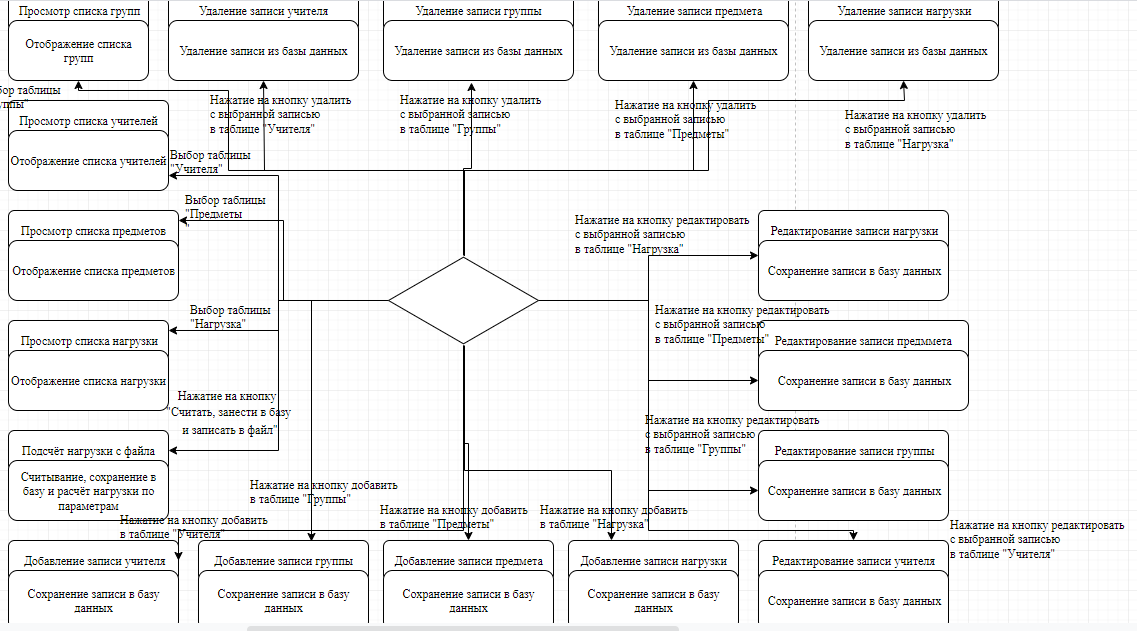 Просмотр списка групп
Отображение списка
групп
Удаление записи учителя
Удаление записи из базы данных
Удаление записи группы
Удаление записи из базы данных
Удаление записи предмета
Удаление записи из базы данных
Удаление записи нагрузки
Удаление записи из базы данных
бор таблицы
уппы"
Нажатие на кнопку удалить
с выбранной записью
в таблице "Учителя"
Нажатие на кнопку удалить
с выбранной записью
в таблице "Группы"
Нажатие на кнопку удалить
с выбранной записью
в таблице "Предметы"
Нажатие на кнопку удалить
с выбранной записью
в таблице "Нагрузка"
Просмотр списка учителей
Отображение списка учителей
Выбор таблицы
"Учителя"
Выбор таблицы
"Предметы
"
Просмотр списка предметов
Отображение списка предметов
Нажатие на кнопку редактировать
с выбранной записью
в таблице "Нагрузка"
Редактирование записи нагрузки
Сохранение записи в базу данных
Выбор таблицы
"Нагрузка"
Просмотр списка нагрузки
Отображение списка нагрузки
Нажатие на кнопку редактировать
с выбранной записью
в таблице "Предметы"
Редактирование записи предммета
Сохранение записи в базу данных
Нажатие на кнопку
"Считать, занести в базу
и записать в файл"
Нажатие на кнопку редактировать
с выбранной записью
в таблице "Группы"
Подсчёт нагрузки с файла
Считывание, сохранение в
базу и расчёт нагрузки по
параметрам
Редактирование записи группы
Сохранение записи в базу данных
Нажатие на кнопку добавить
в таблице "Группы"
Нажатие на кнопку добавить
в таблице "Учителя"
Нажатие на кнопку добавить
в таблице "Предметы"
Нажатие на кнопку добавить
в таблице "Нагрузка"
Нажатие на кнопку редактировать
с выбранной записью
в таблице "Учителя"
Добавление записи учителя
Сохранение записи в базу
данных
Добавление записи группы
Сохранение записи в базу
данных
Добавление записи предмета
Сохранение записи в базу
данных
Добавление записи нагрузки
Сохранение записи в базу
данных
Редактирование записи учителя
Сохранение записи в базу данных